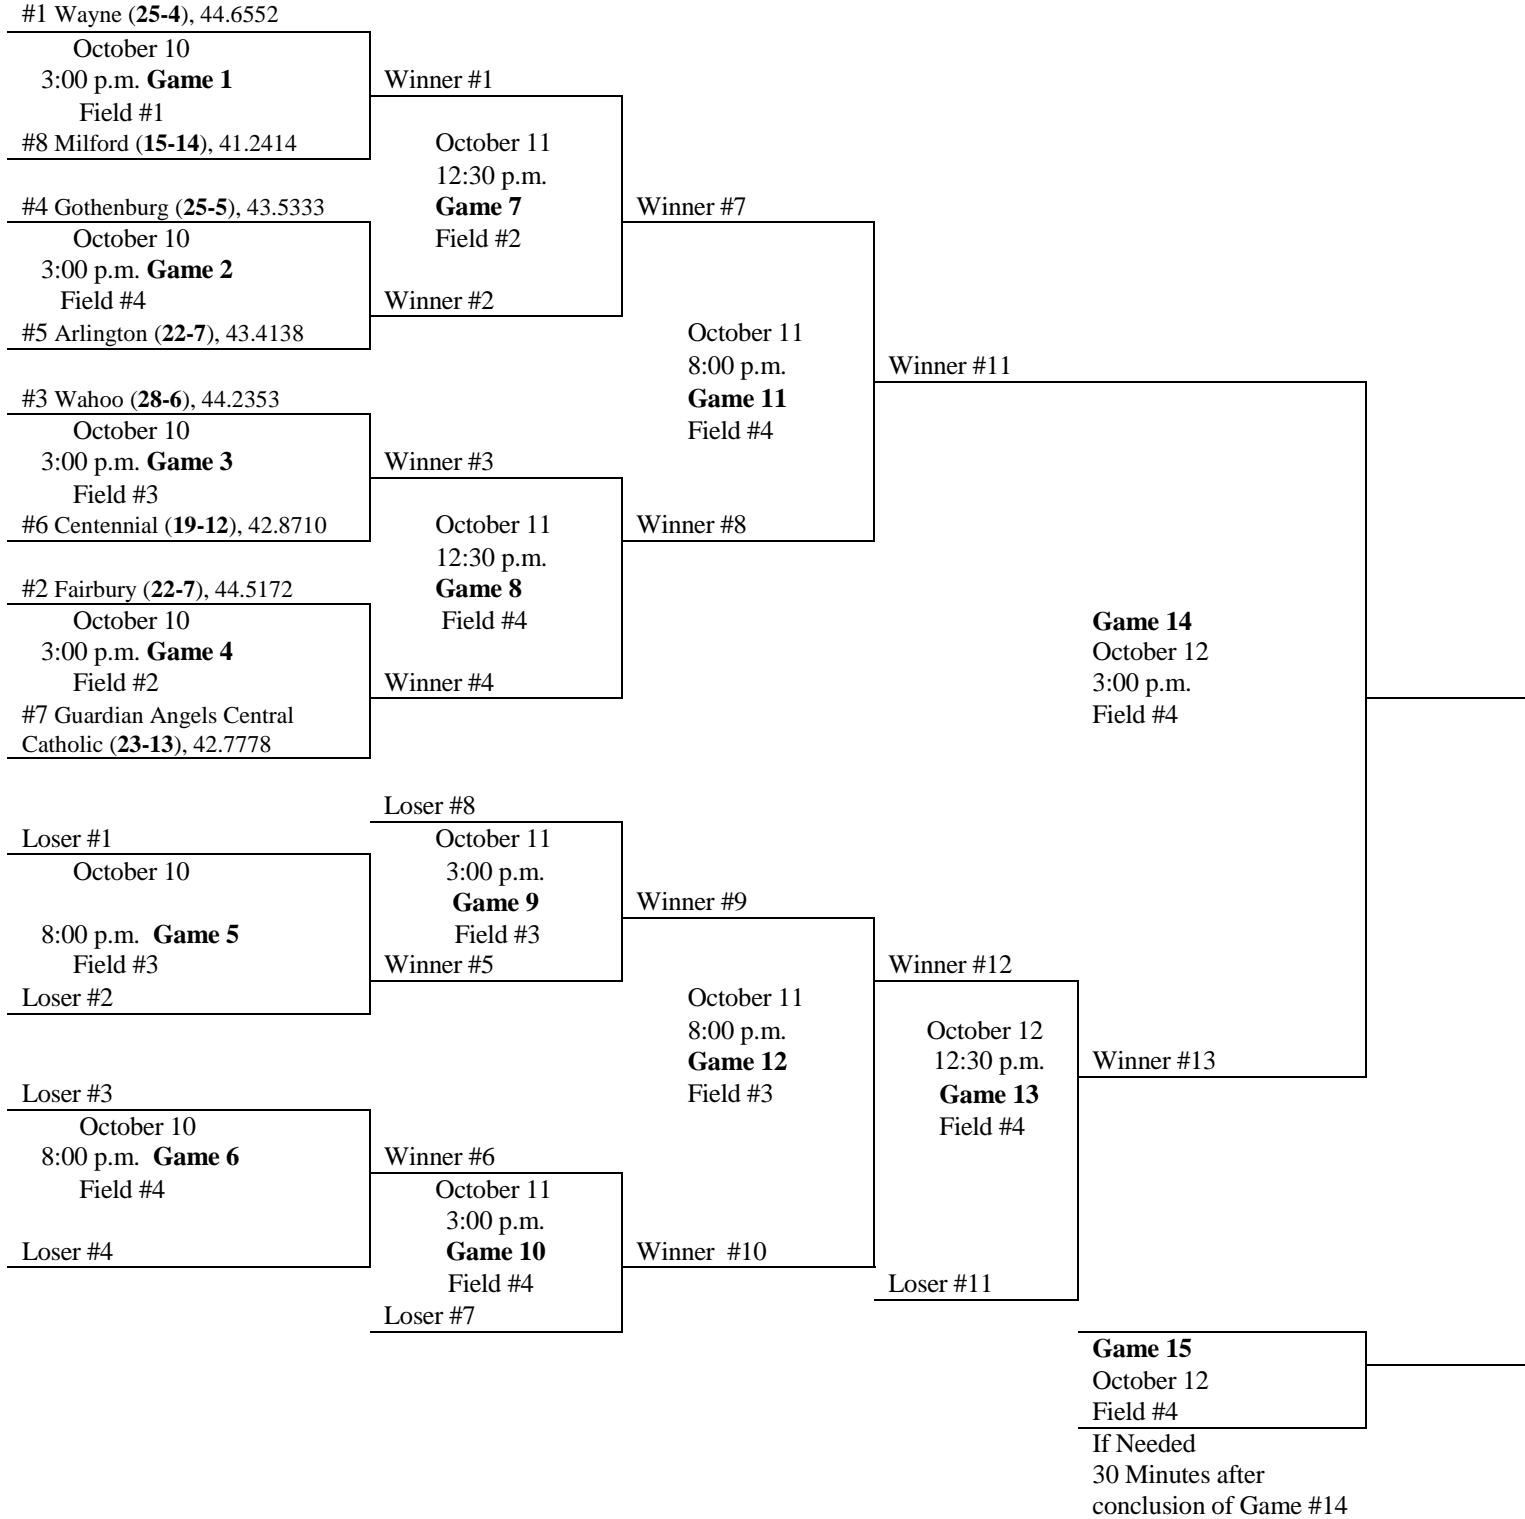 #1 Wayne (25-4), 44.6552
October 10
3:00 p.m. Game 1
Field #1
#8 Milford (15-14), 41.2414
#4 Gothenburg (25-5), 43.5333
October 10
3:00 p.m. Game 2
Field #4
#5 Arlington (22-7), 43.4138
#3 Wahoo (28-6), 44.2353
October 10
3:00 p.m. Game 3
Field #3
#6 Centennial (19-12), 42.8710
#2 Fairbury (22-7), 44.5172
October 10
3:00 p.m. Game 4
Field #2
#7 Guardian Angels Central
Catholic (23-13), 42.7778
Loser #1
October 10
8:00 p.m. Game 5
Field #3
Loser #2
Loser #3
October 10
8:00 p.m. Game 6
Field #4
Loser #4
Winner #1
October 11
12:30 p.m.
Game 7
Field #2
Winner #2
Winner #3
October 11
12:30 p.m.
Game 8
Field #4
Winner #4
Loser #8
October 11
3:00 p.m.
Game 9
Field #3
Winner #5
Winner #6
October 11
3:00 p.m.
Game 10
Field #4
Loser #7
Winner #7
October 11
8:00 p.m.
Game 11
Field #4
Winner #8
Winner #9
October 11
8:00 p.m.
Game 12
Field #3
Winner #10
Winner #11
Winner #12
October 12
12:30 p.m.
Game 13
Field #4
Loser #11
Game 14
October 12
3:00 p.m.
Field #4
Winner #13
Game 15
October 12
Field #4
If Needed
30 Minutes after
conclusion of Game #14